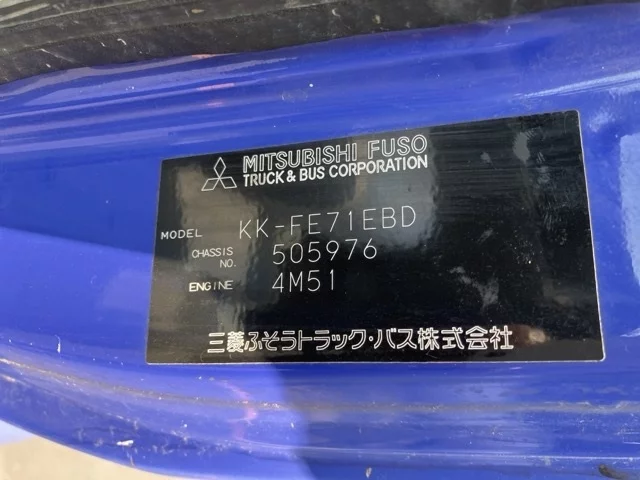 MITSUBISHI FUSO
TRUCK & BUS CORPORATION
MODEL KK-FE71EBD
CHASSIS NO. 505976
ENGINE 4M51
三菱ふそうトラック・バス株式会社